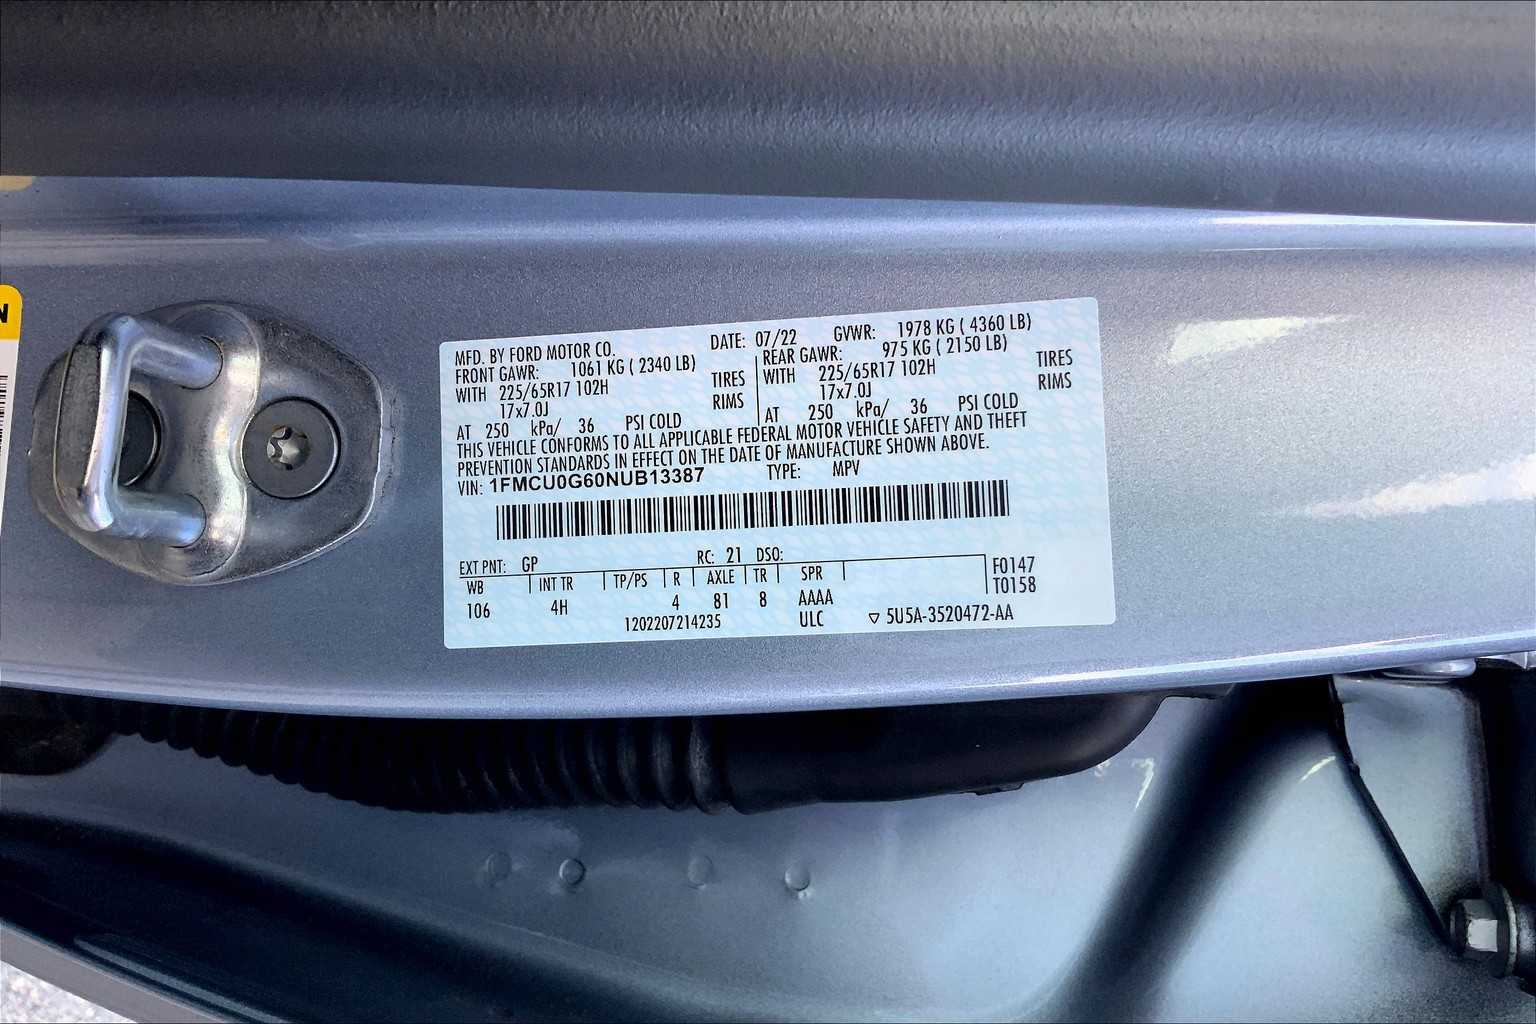 N
MFD. BY FORD MOTOR CO. DATE: 07/22 GVWR: 1978 KG ( 4360 LB)
FRONT GAWR: 1061 KG ( 2340 LB) REAR GAWR: 975 KG ( 2150 LB)
WITH 225/65R17 102H TIRES WITH 225/65R17 102H TIRES
17x7.0J RIMS 17x7.0J RIMS
AT 250 kPa/ 36 PSI COLD AT 250 kPa/ 36 PSI COLD
THIS VEHICLE CONFORMS TO ALL APPLICABLE FEDERAL MOTOR VEHICLE SAFETY AND THEFT
PREVENTION STANDARDS IN EFFECT ON THE DATE OF MANUFACTURE SHOWN ABOVE.
VIN: 1FMCU0G60NUB13387 TYPE: MPV
EXT PNT: GP RC: 21 DSO:
WB INT TR TP/PS R AXLE TR SPR F0147
106 4H 4 81 8 AAAA T0158
1202207214235 ULC ▽ 5U5A-3520472-AA